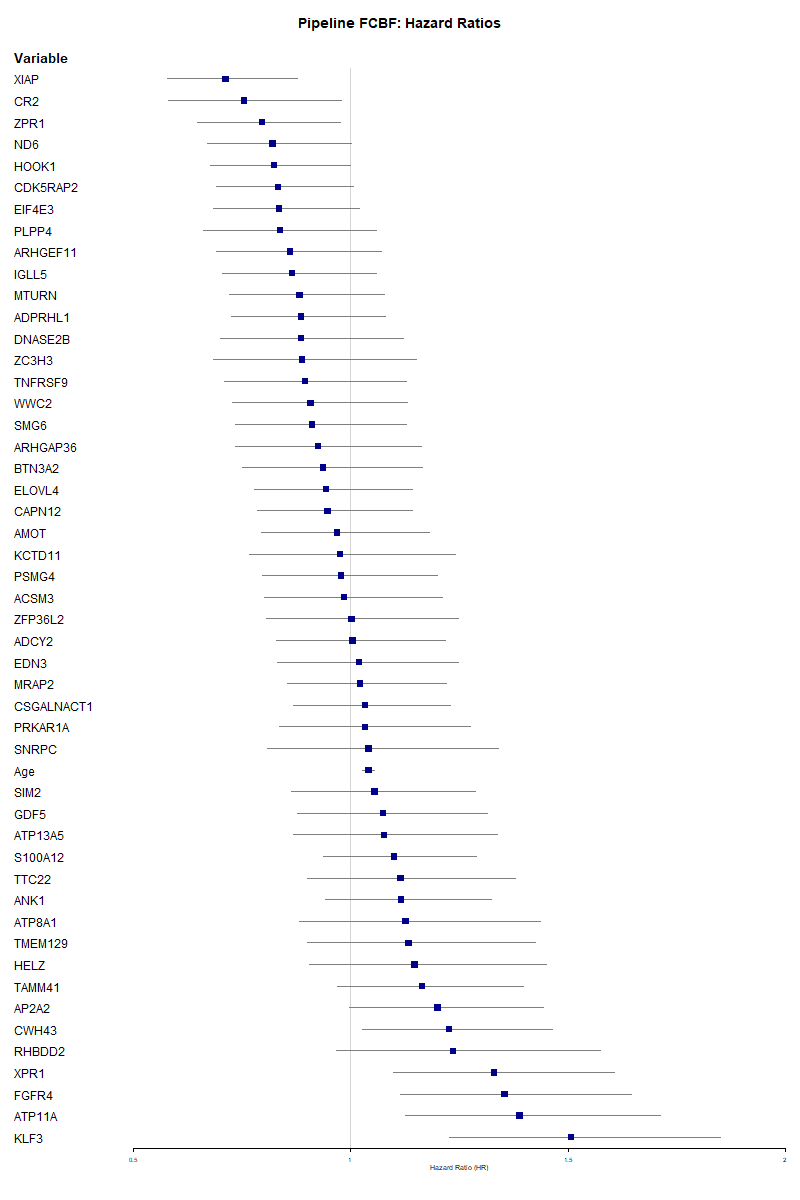 Pipeline FCBF: Hazard Ratios
Variable
XIAP
CR2
ZPR1
ND6
HOOK1
CDK5RAP2
EIF4E3
PLPP4
ARHGEF11
IGLL5
MTURN
ADPRHL1
DNASE2B
ZC3H3
TNFRSF9
WWC2
SMG6
ARHGAP36
BTN3A2
ELOVL4
CAPN12
AMOT
KCTD11
PSMG4
ACSM3
ZFP36L2
ADCY2
EDN3
MRAP2
CSGALNACT1
PRKAR1A
SNRPC
Age
SIM2
GDF5
ATP13A5
S100A12
TTC22
ANK1
ATP8A1
TMEM129
HELZ
TAMM41
AP2A2
CWH43
RHBDD2
XPR1
FGFR4
ATP11A
KLF3
0.5 1 1.5 2
Hazard Ratio (HR)